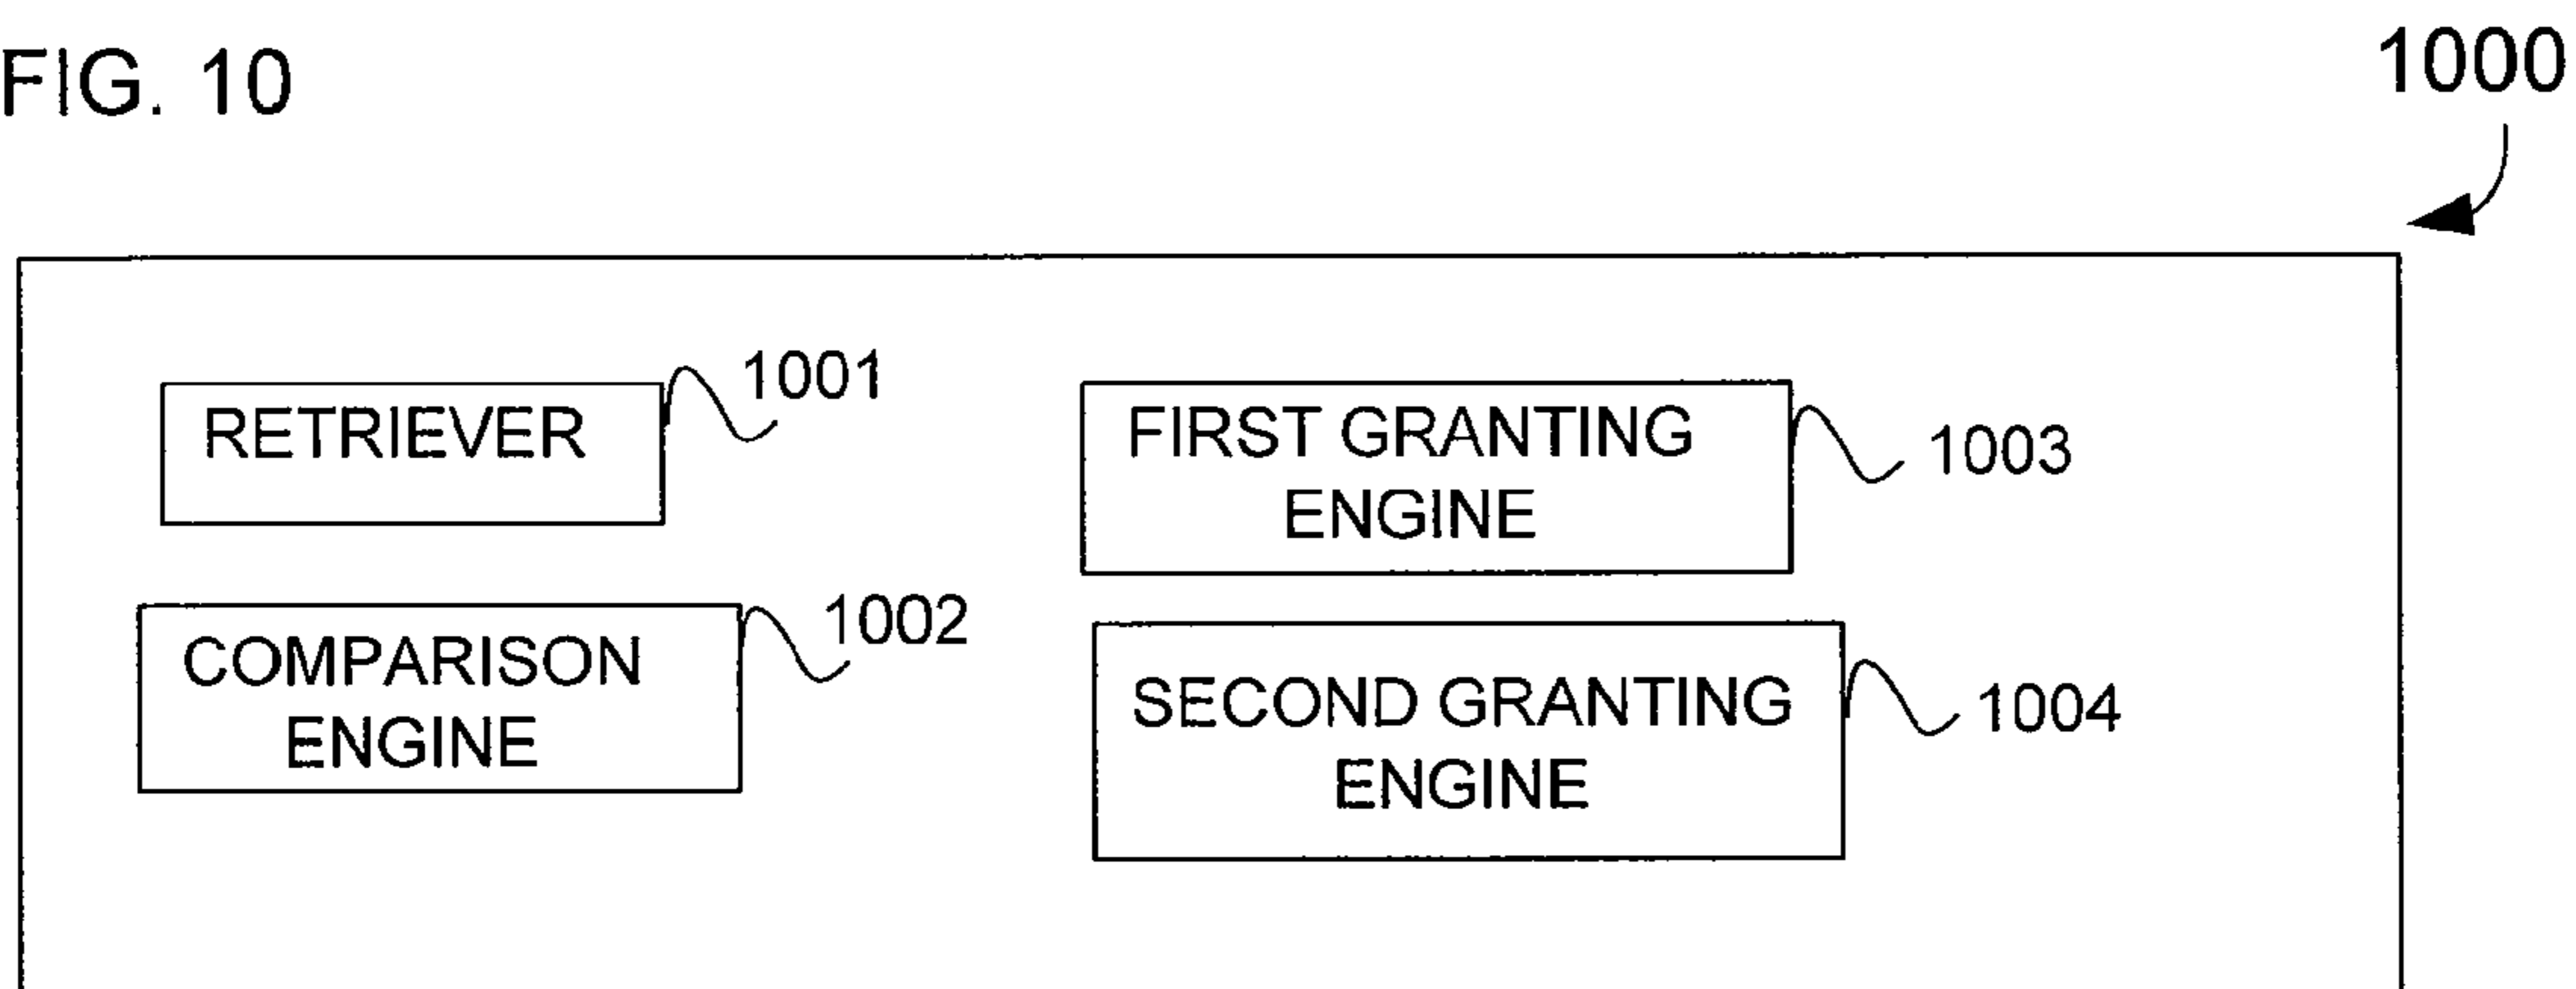 FIG. 10
1000
RETRIEVER
1001
COMPARISON
ENGINE
1002
FIRST GRANTING
ENGINE
1003
SECOND GRANTING
ENGINE
1004